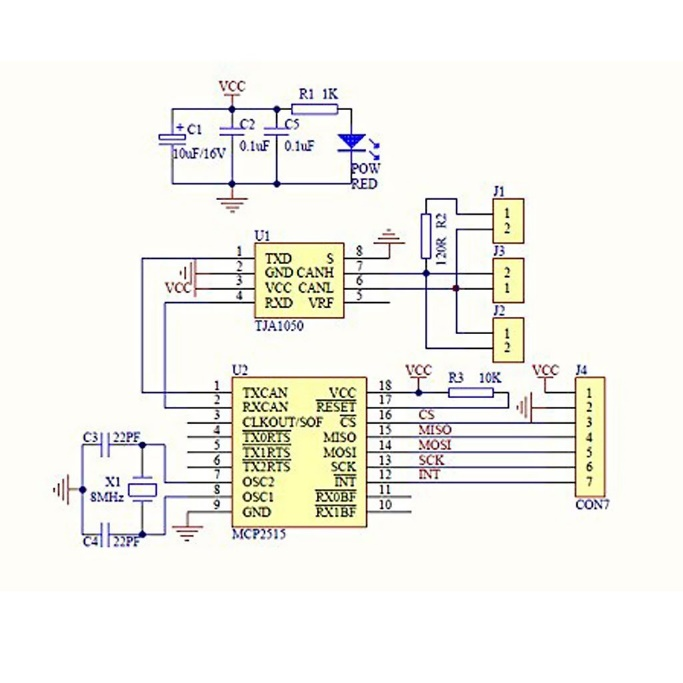 VCC
R1 1K
C1
10uF/16V
C2
0.1uF
C5
0.1uF
POW
RED
J1
1
2
R2
120R
U1
1 TXD S 8
2 GND CANH 7
3 VCC CANL 6
4 RXD VRF 5
VCC
TJA1050
J3
2
1
J2
1
2
U2
1 TXCAN VCC 18
2 RXCAN RESET 17
3 CLKOUT/SOF CS 16
4 TX0RTS MISO 15
5 TX1RTS MOSI 14
6 TX2RTS SCK 13
7 OSC2 INT 12
8 OSC1 RX0BF 11
9 GND RX1BF 10
MCP2515
C3 22PF
X1
8MHz
C4 22PF
VCC
R3 10K
CS
MISO
MOSI
SCK
INT
VCC
J4
1
2
3
4
5
6
7
CON7